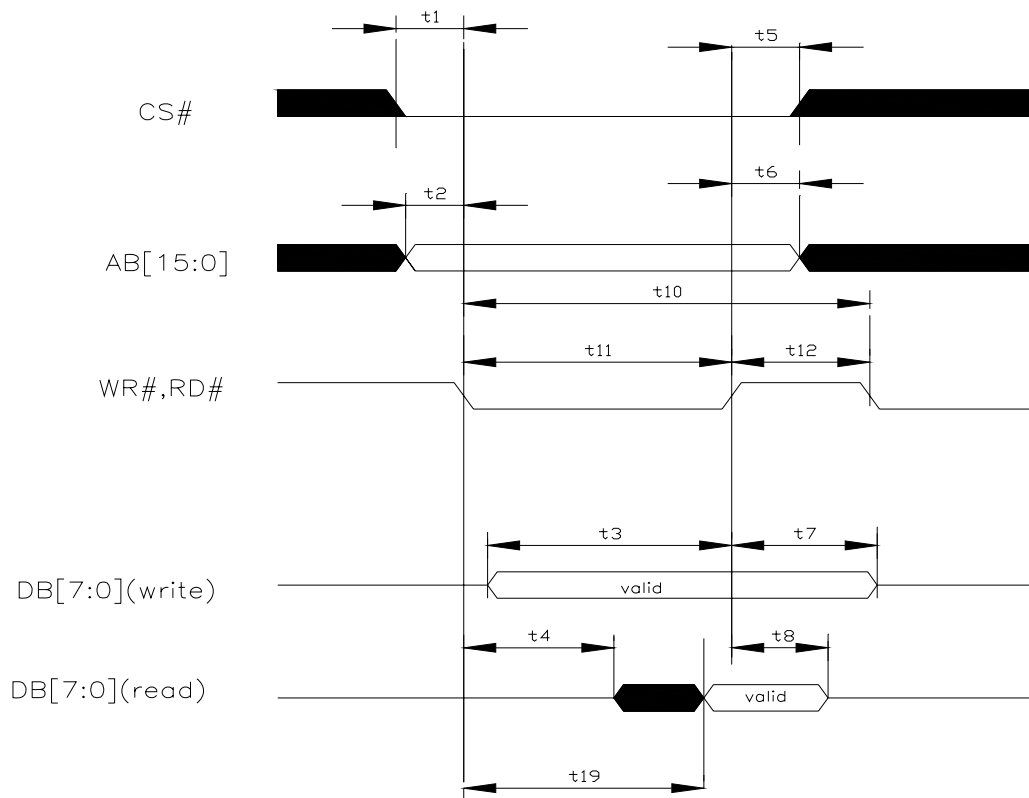 t1
t5
CS#
t6
t2
AB[15:0]
t10
t11
t12
WR#,RD#
t3
t7
DB[7:0](write)
valid
t4
t8
DB[7:0](read)
valid
t19